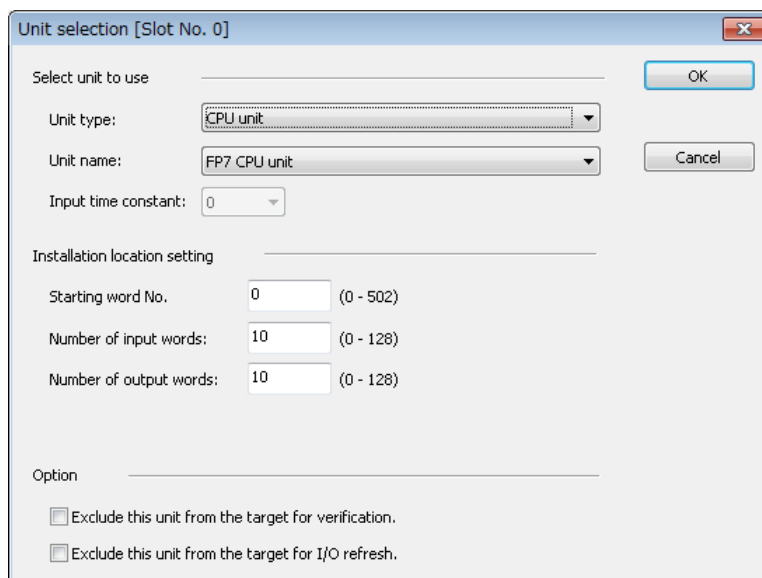 Unit selection [Slot No. 0]
Select unit to use
OK
Unit type:
CPU unit
Unit name:
FP7 CPU unit
Cancel
Input time constant:
0
Installation location setting
Starting word No.
0
(0 - 502)
Number of input words:
10
(0 - 128)
Number of output words:
10
(0 - 128)
Option
Exclude this unit from the target for verification.
Exclude this unit from the target for I/O refresh.